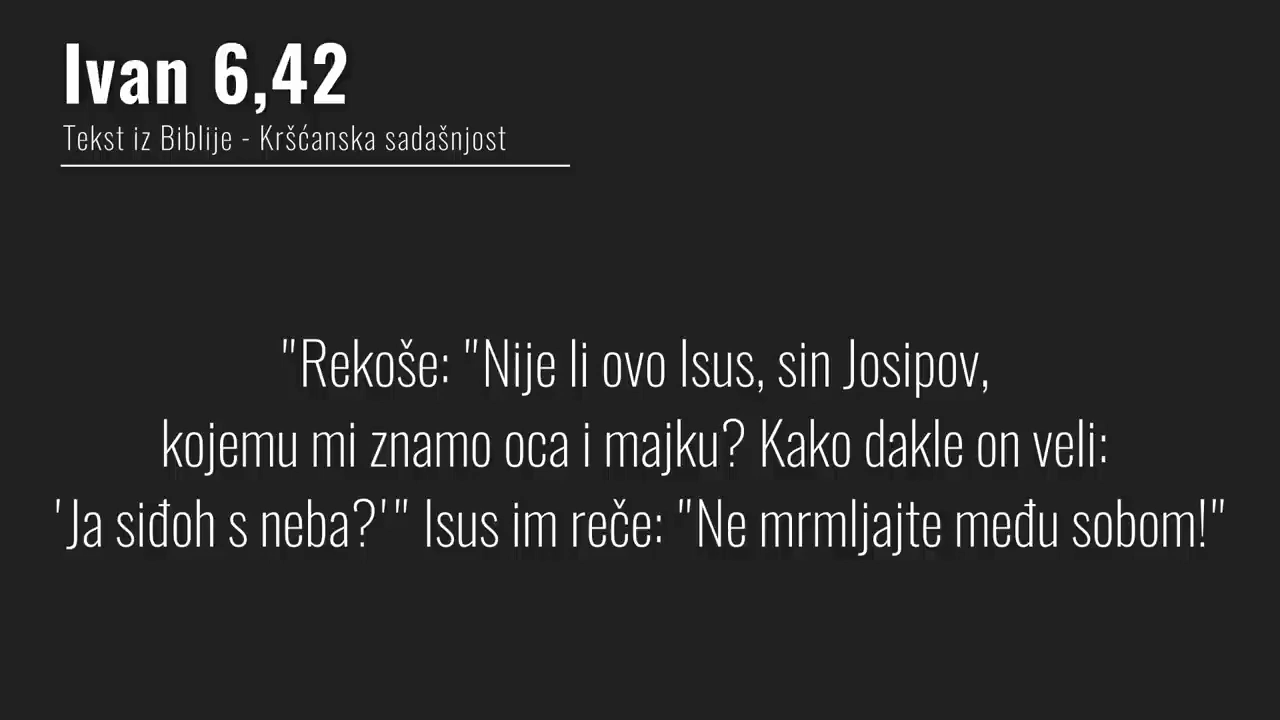 Ivan 6,42
Tekst iz Biblije - Kršćanska sadašnjost
"Rekoše: "Nije li ovo Isus, sin Josipov,
kojemu mi znamo oca i majku? Kako dakle on veli:
'Ja siđoh s neba?'" Isus im reče: "Ne mrmljajte među sobom!"